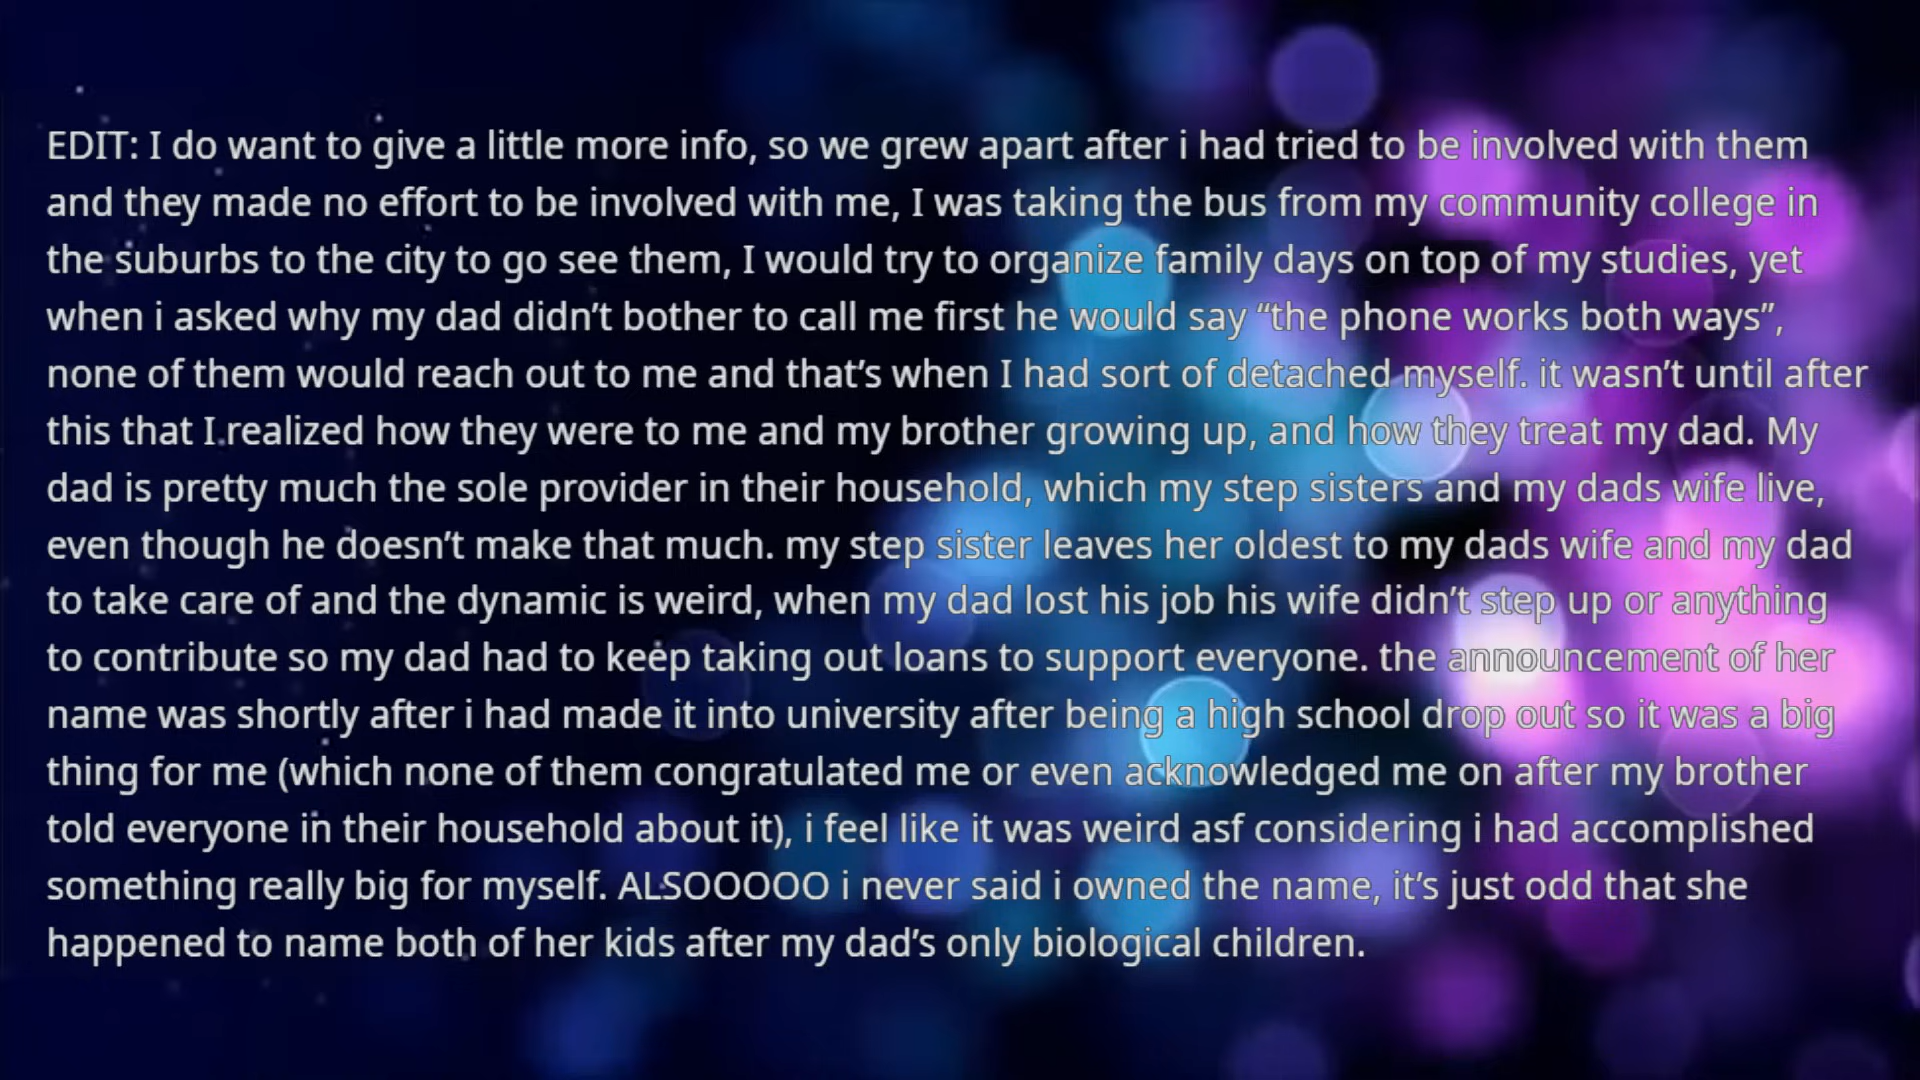 EDIT: I do want to give a little more info, so we grew apart after i had tried to be involved with them
and they made no effort to be involved with me, I was taking the bus from my community college in
the suburbs to the city to go see them, I would try to organize family days on top of my studies, yet
when i asked why my dad didn’t bother to call me first he would say “the phone works both ways”,
none of them would reach out to me and that’s when I had sort of detached myself. it wasn’t until after
this that I realized how they were to me and my brother growing up, and how they treat my dad. My
dad is pretty much the sole provider in their household, which my step sisters and my dads wife live,
even though he doesn’t make that much. my step sister leaves her oldest to my dads wife and my dad
to take care of and the dynamic is weird, when my dad lost his job his wife didn’t step up or anything
to contribute so my dad had to keep taking out loans to support everyone. the announcement of her
name was shortly after i had made it into university after being a high school drop out so it was a big
thing for me (which none of them congratulated me or even acknowledged me on after my brother
told everyone in their household about it), i feel like it was weird asf considering i had accomplished
something really big for myself. ALSOOOOO i never said i owned the name, it’s just odd that she
happened to name both of her kids after my dad’s only biological children.